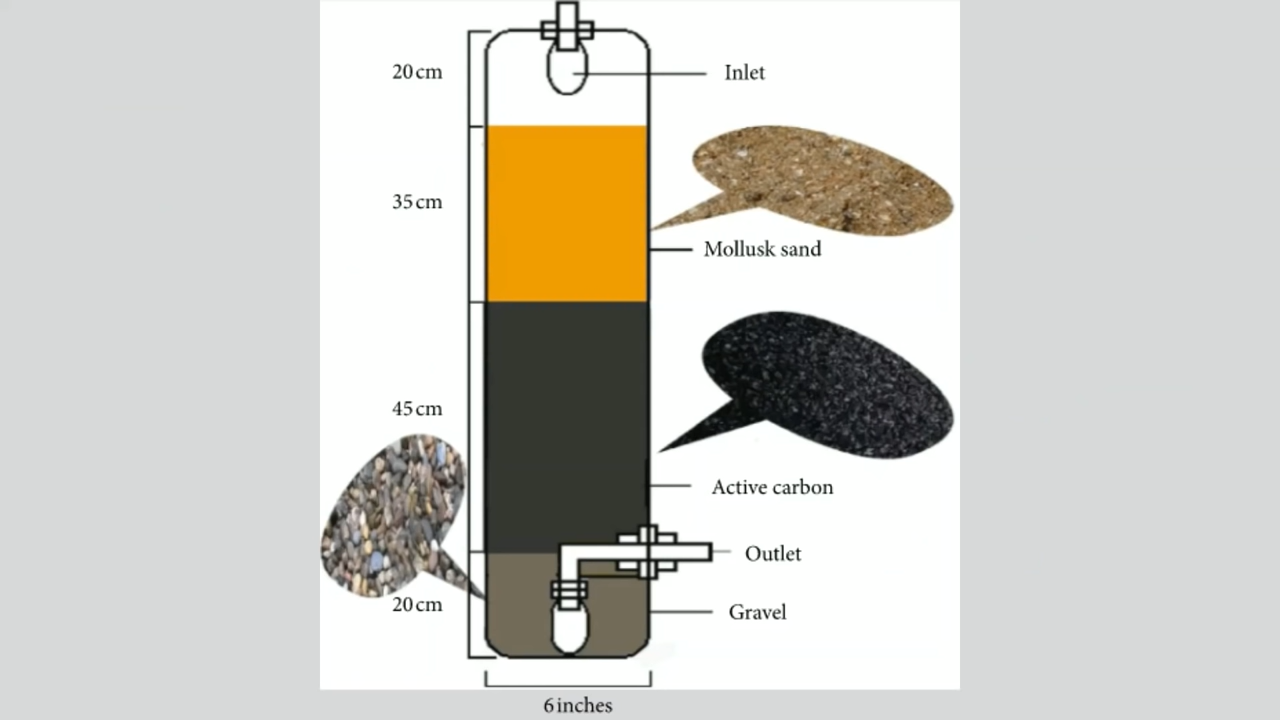 20 cm
Inlet
35 cm
Mollusk sand
45 cm
Active carbon
Outlet
20 cm
Gravel
6 inches